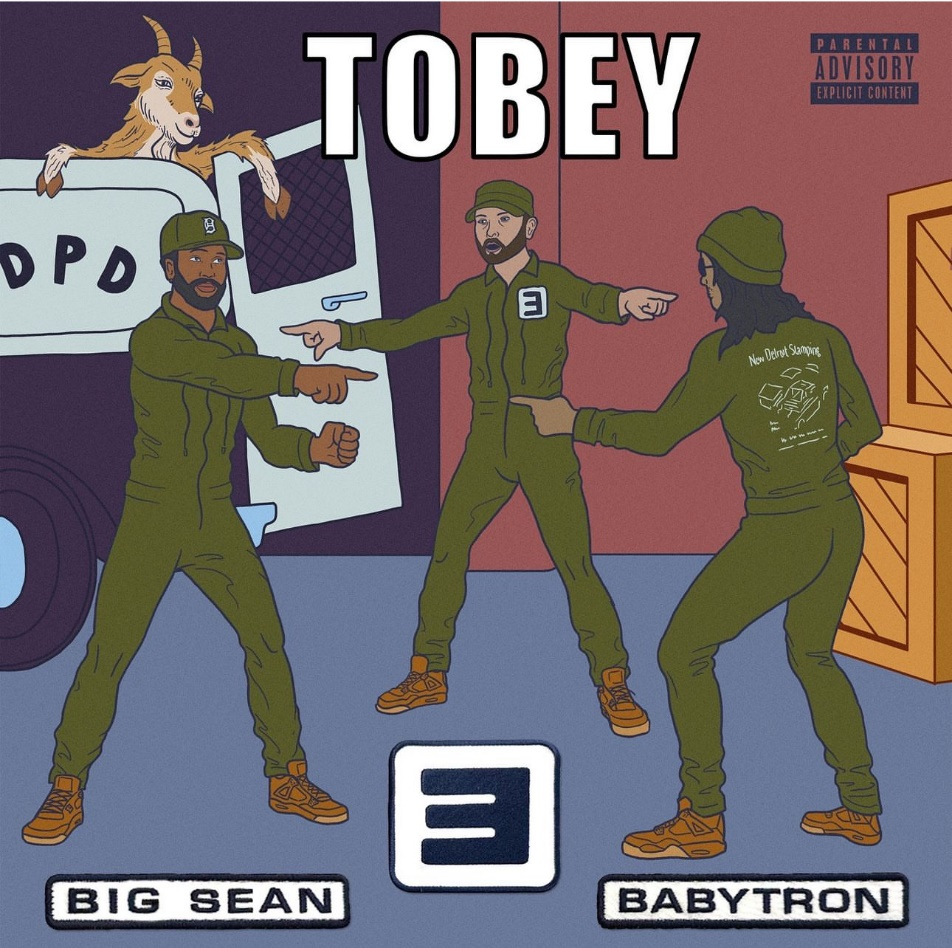 TOBEY
PARENTAL
ADVISORY
EXPLICIT CONTENT
DPD
New Detroit Stamping
BIG SEAN
BABYTRON